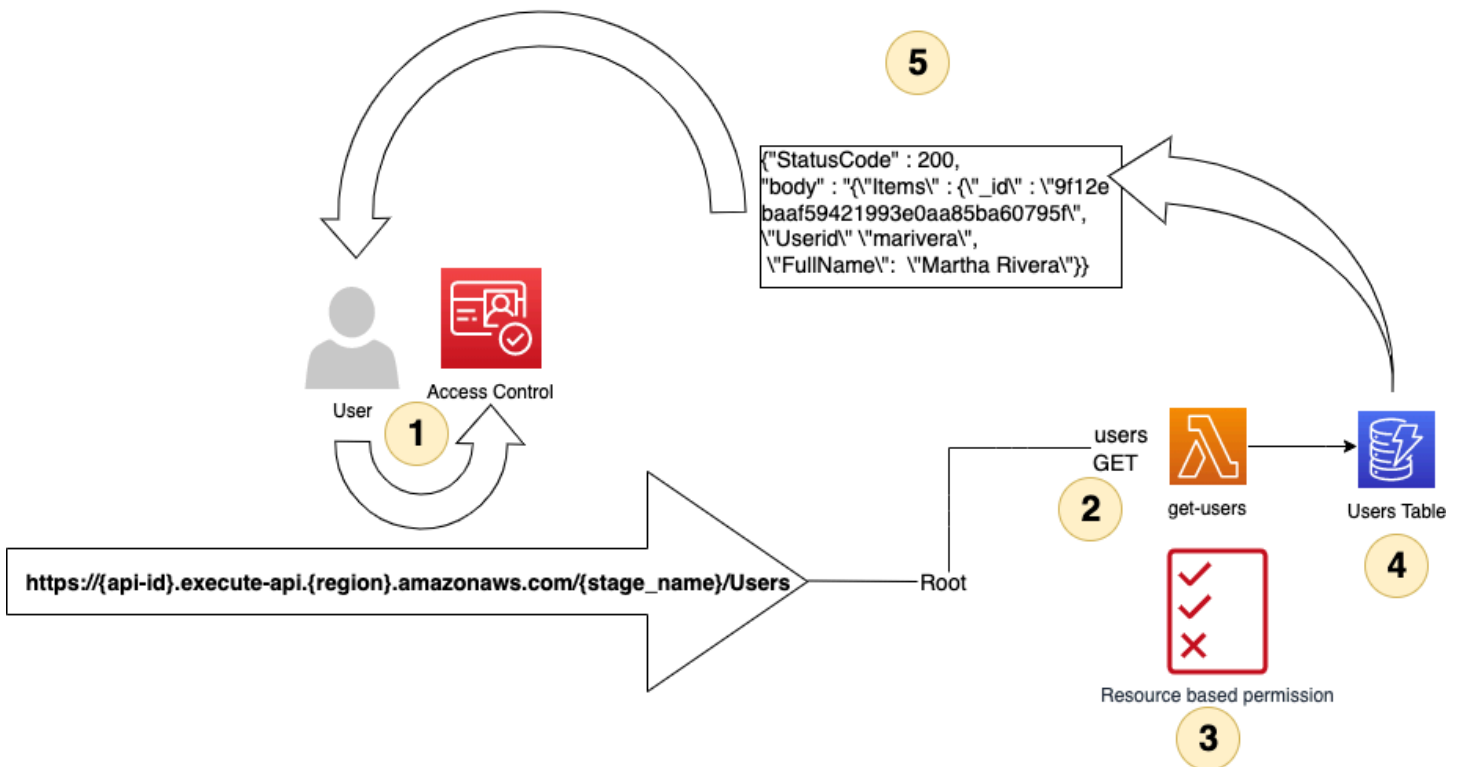 5
{"StatusCode" : 200,
"body" : "{\"Items\" : {\"_id\" : \"9f12e
baaf59421993e0aa85ba60795f\",
\"Userid\" \"marivera\",
\"FullName\": \"Martha Rivera\"}}
Access Control
User
1
users
GET
2
get-users
Users Table
4
https://{api-id}.execute-api.{region}.amazonaws.com/{stage_name}/Users
Root
Resource based permission
3